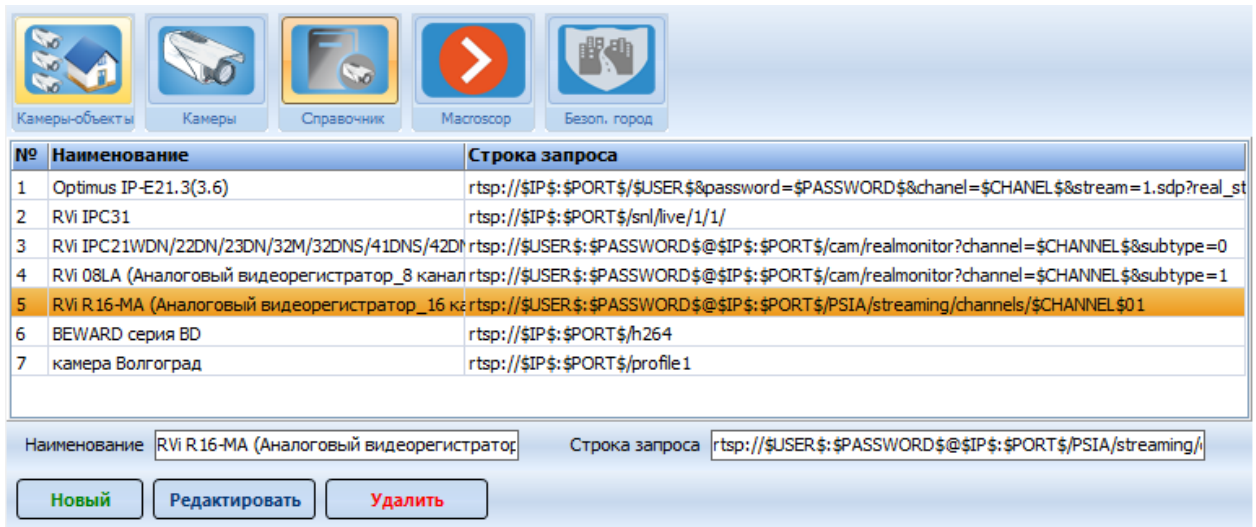 Камеры-объекты Камеры Справочник Macroscop Безоп. город
№ Наименование Строка запроса
1 Optimus IP-E21.3(3.6) rtsp://$IP$:$PORT$/$USER$&password=$PASSWORD$&chanel=$CHANEL$&stream=1.sdp?real_st
2 RVi IPC31 rtsp://$IP$:$PORT$/snl/live/1/1/
3 RVi IPC21WDN/22DN/23DN/32M/32DNS/41DNS/42DN rtsp://$USER$:$PASSWORD$@$IP$:$PORT$/cam/realmonitor?channel=$CHANNEL$&subtype=0
4 RVi 08LA (Аналоговый видеорегистратор_8 канал rtsp://$USER$:$PASSWORD$@$IP$:$PORT$/cam/realmonitor?channel=$CHANNEL$&subtype=1
5 RVi R16-MA (Аналоговый видеорегистратор_16 ка rtsp://$USER$:$PASSWORD$@$IP$:$PORT$/PSIA/streaming/channels/$CHANNEL$01
6 BEWARD серия BD rtsp://$IP$:$PORT$/h264
7 камера Волгоград rtsp://$IP$:$PORT$/profile1
Наименование RVi R16-MA (Аналоговый видеорегистратор Строка запроса rtsp://$USER$:$PASSWORD$@$IP$:$PORT$/PSIA/streaming/
Новый Редактировать Удалить